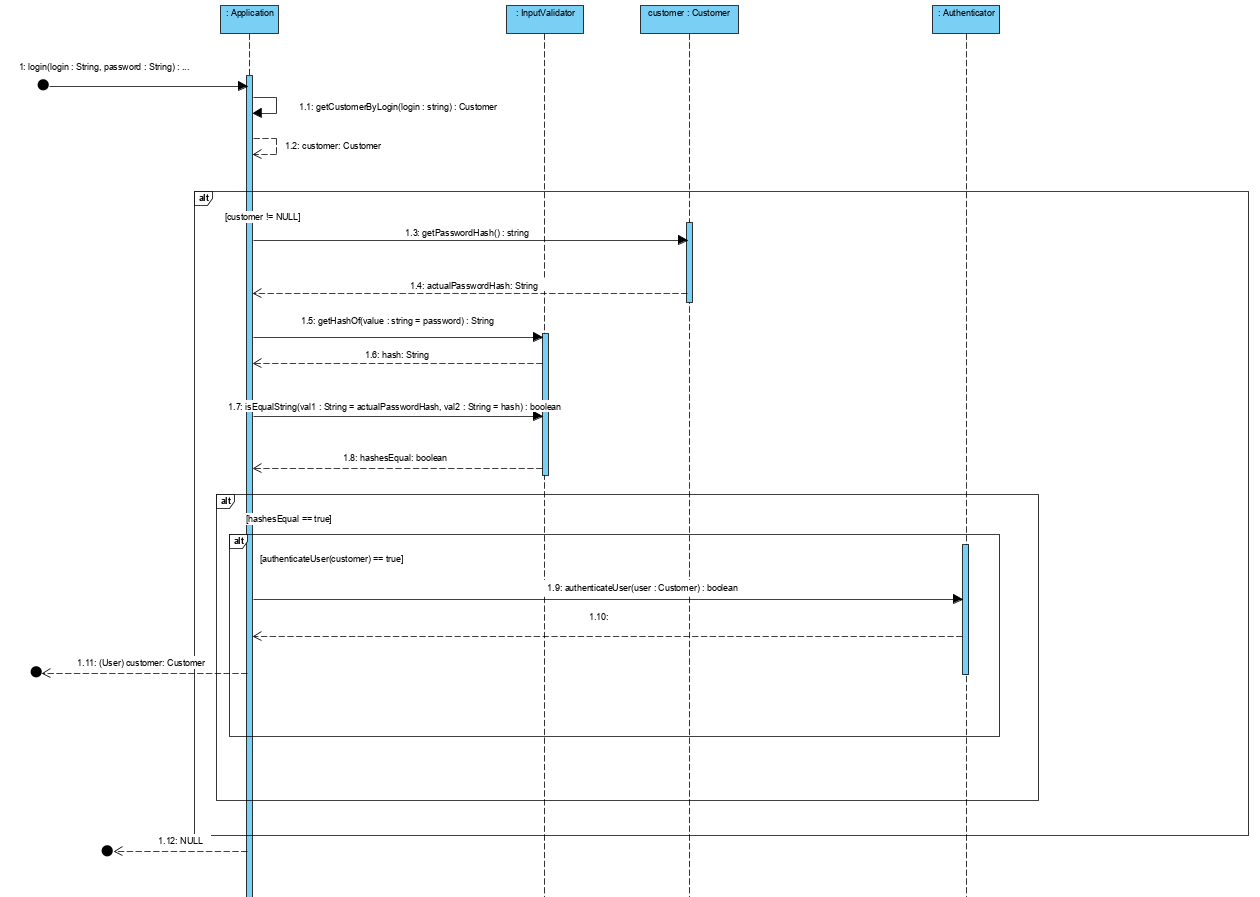 : Application
: InputValidator
customer : Customer
: Authenticator
1: login(login : String, password : String) : ...
1.1: getCustomerByLogin(login : string) : Customer
1.2: customer: Customer
alt
[customer != NULL]
1.3: getPasswordHash() : string
1.4: actualPasswordHash: String
1.5: getHashOf(value : string = password) : String
1.6: hash: String
1.7: isEqualString(val1 : String = actualPasswordHash, val2 : String = hash) : boolean
1.8: hashesEqual: boolean
alt
[hashesEqual == true]
alt
[authenticateUser(customer) == true]
1.9: authenticateUser(user : Customer) : boolean
1.10:
1.11: (User) customer: Customer
1.12: NULL